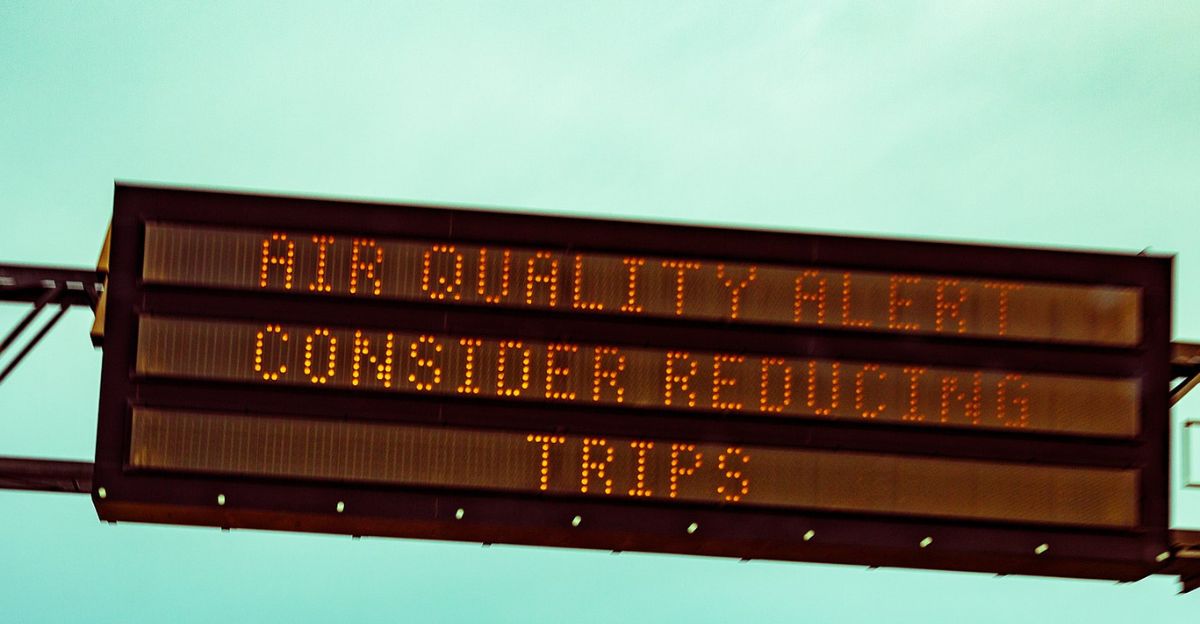 AIR QUALITY ALERT
CONSIDER REDUCING
TRIPS